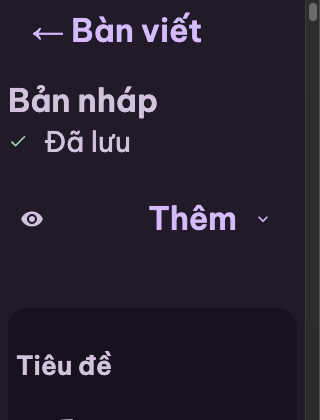 ← Bàn viết
Bản nháp
✓ Đã lưu
Thêm
Tiêu đề